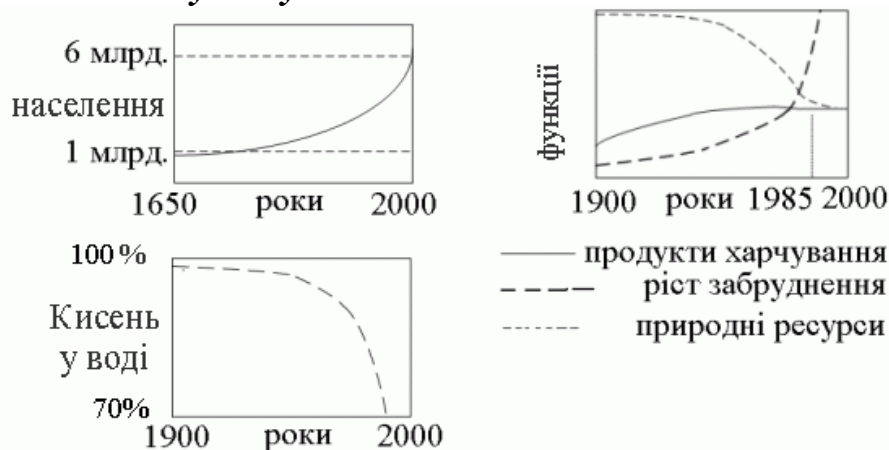 6 млрд.
населення
1 млрд.
1650 роки 2000
функції
1900 роки 1985 2000
100%
Кисень
у воді
70%
1900 роки 2000
продукти харчування
ріст забруднення
природні ресурси